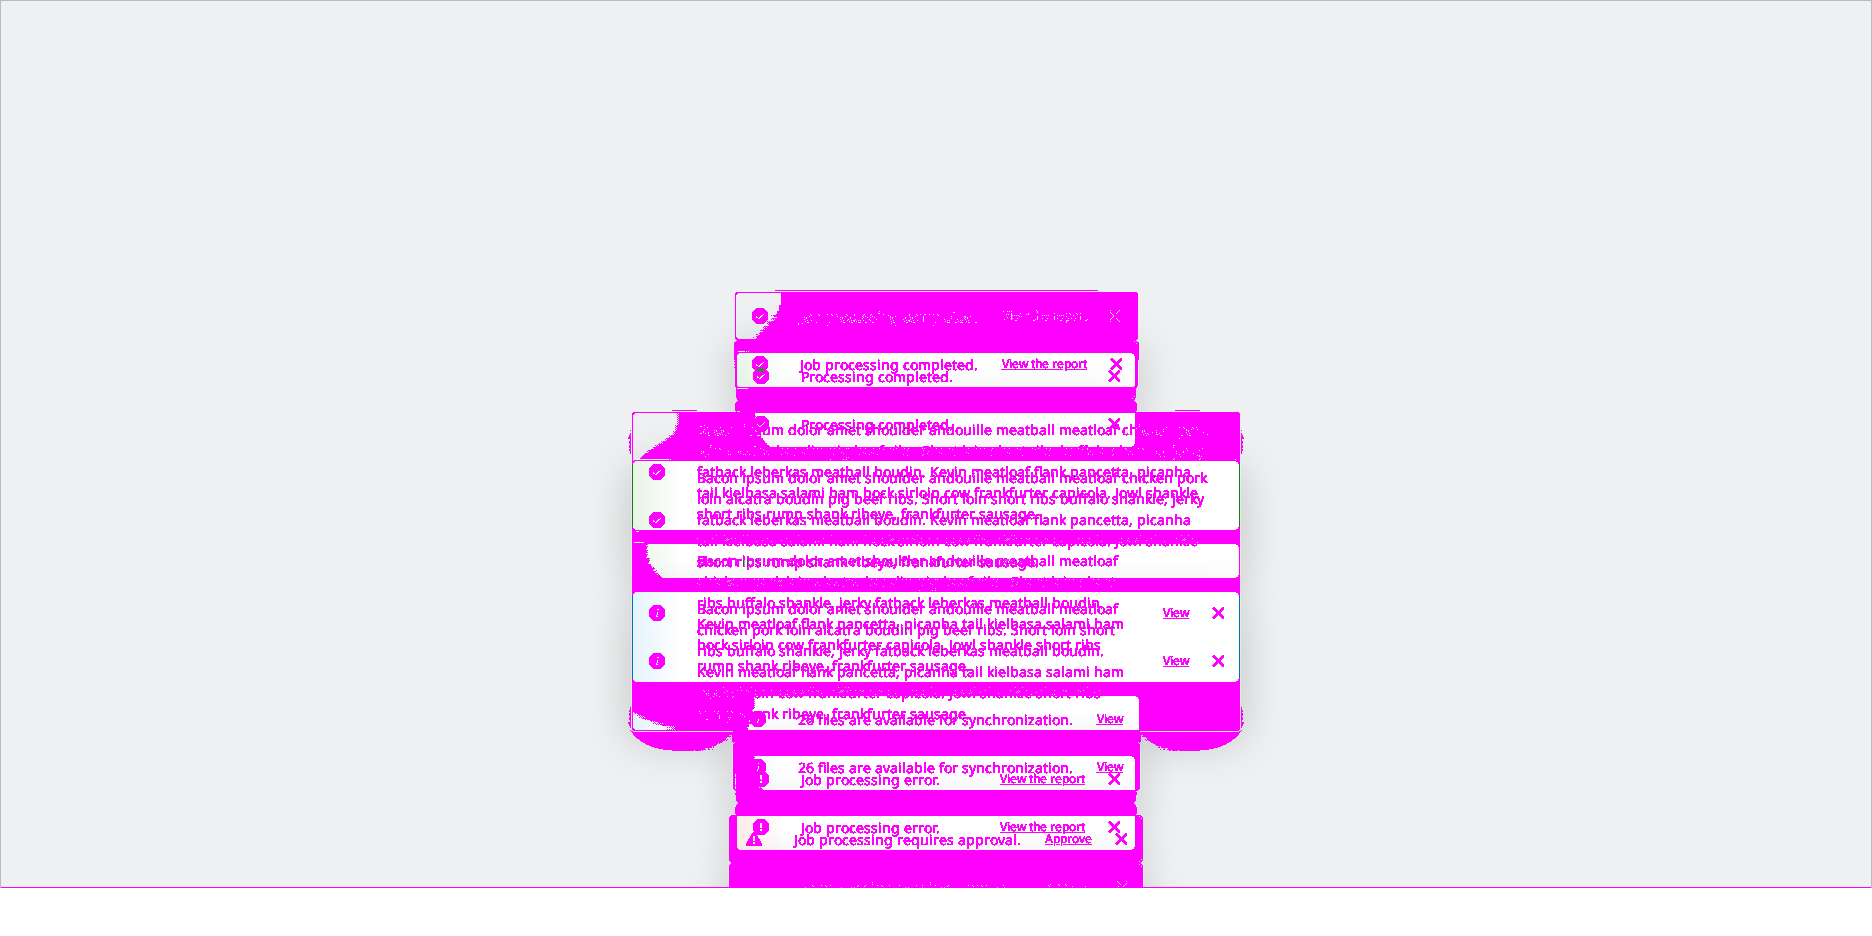 Job processing completed. View the report
Processing completed.
Processing completed.
um dolor amet shoulder andouille meatball meatloaf
fatback leberkas meatball boudin. Kevin meatloaf flank pancetta, picanha
Bacon ipsum dolor amet shoulder andouille meatball meatloaf chicken pork
tail kielbasa salami ham hock sirloin cow frankfurter capicola. Jowl shankle
loin alcatra boudin pig beef ribs. Short loin short ribs buffalo shankle, jerky
short ribs rump shank ribeye, frankfurter sausage.
fatback leberkas meatball boudin. Kevin meatloaf flank pancetta, picanha
short ribs rump shank ribeye, frankfurter sausage.
Bacon ipsum dolor amet shoulder andouille meatball meatloaf
ribs buffalo shankle, jerky fatback leberkas meatball boudin.
Bacon ipsum dolor amet shoulder andouille meatball meatloaf View
Kevin meatloaf flank pancetta, picanha tail kielbasa salami ham
chicken pork loin alcatra boudin pig beef ribs. Short loin short
hock sirloin cow frankfurter capicola. Jowl shankle short ribs
ribs buffalo shankle, jerky fatback leberkas meatball boudin.
View
rump shank ribeye, frankfurter sausage.
Kevin meatloaf flank pancetta, picanha tail kielbasa salami ham
nk ribeye, frankfurter sausage.
26 files are available for synchronization. View
26 files are available for synchronization. View
Job processing error. View the report
Job processing error. View the report
Job processing requires approval. Approve